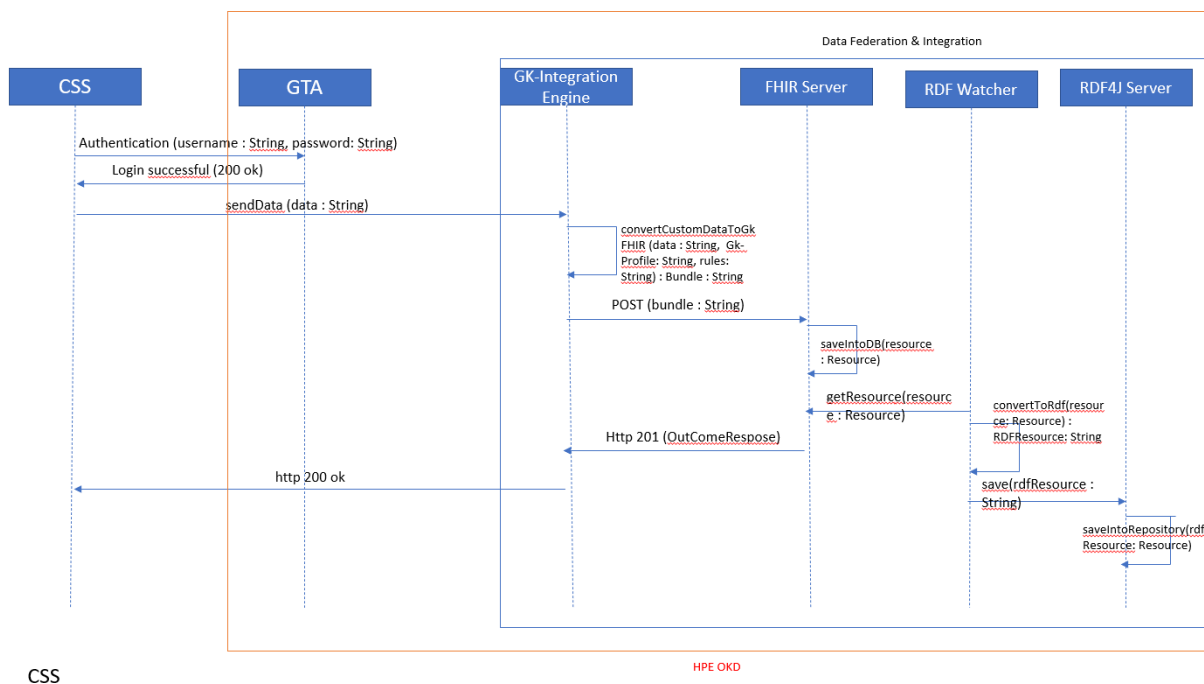 Data Federation & Integration
CSS
GTA
GK-Integration
Engine
FHIR Server
RDF Watcher
RDF4J Server
Authentication (username : String, password: String)
Login successful (200 ok)
sendData (data : String)
convertCustomDataToGk
FHIR (data : String, Gk-
Profile: String, rules:
String) : Bundle : String
POST (bundle : String)
saveIntoDB(resource
: Resource)
getResource(resourc
e : Resource)
convertToRdf(resour
ce: Resource) :
RDFResource: String
Http 201 (OutComeRespose)
http 200 ok
save(rdfResource :
String)
saveIntoRepository(rdf
Resource: Resource)
HPE OKD
CSS